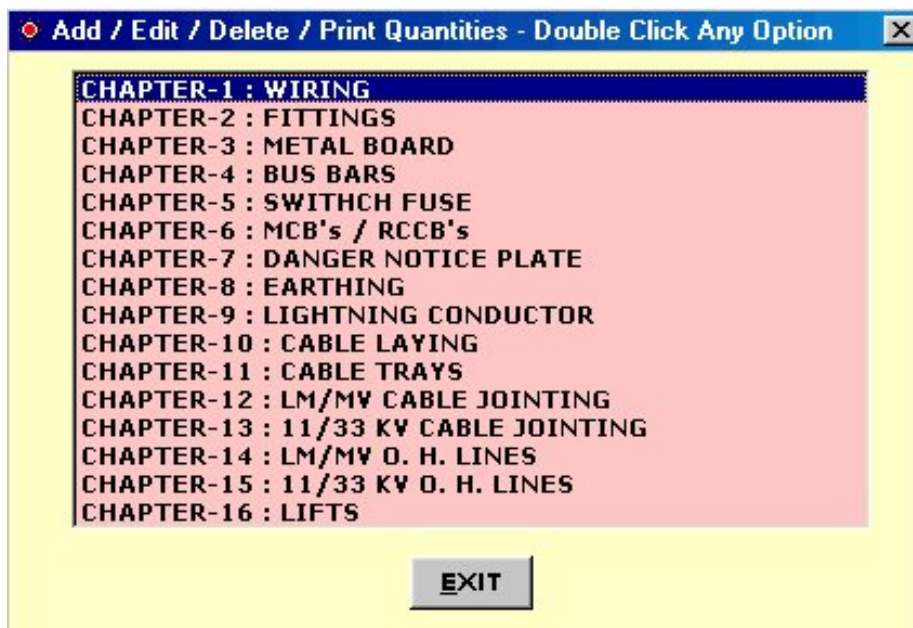 Add / Edit / Delete / Print Quantities - Double Click Any Option
CHAPTER-1 : WIRING
CHAPTER-2 : FITTINGS
CHAPTER-3 : METAL BOARD
CHAPTER-4 : BUS BARS
CHAPTER-5 : SWITHCH FUSE
CHAPTER-6 : MCB's / RCCB's
CHAPTER-7 : DANGER NOTICE PLATE
CHAPTER-8 : EARTHING
CHAPTER-9 : LIGHTNING CONDUCTOR
CHAPTER-10 : CABLE LAYING
CHAPTER-11 : CABLE TRAYS
CHAPTER-12 : LM/MV CABLE JOINTING
CHAPTER-13 : 11/33 KV CABLE JOINTING
CHAPTER-14 : LM/MV O. H. LINES
CHAPTER-15 : 11/33 KV O. H. LINES
CHAPTER-16 : LIFTS
EXIT